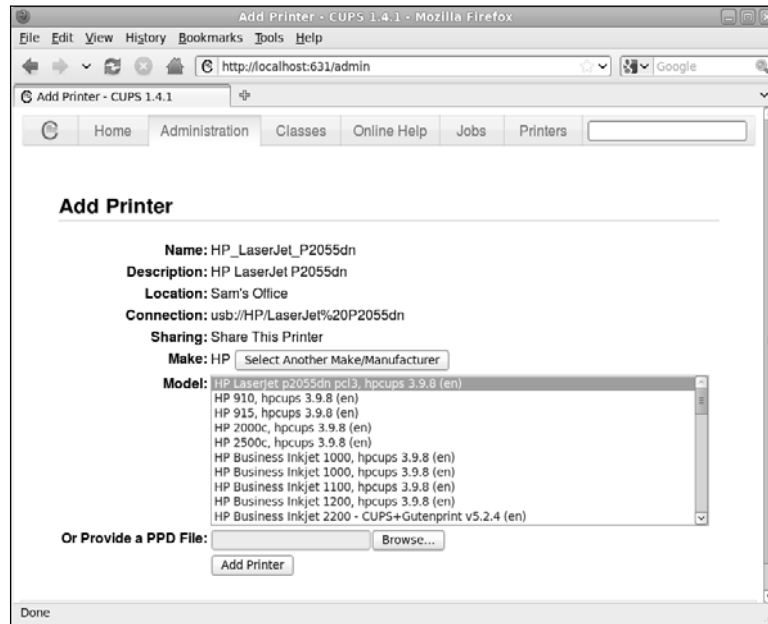 Add Printer - CUPS 1.4.1 - Mozilla Firefox
File Edit View History Bookmarks Tools Help
http://localhost:631/admin
Google
Add Printer - CUPS 1.4.1
Home Administration Classes Online Help Jobs Printers
Add Printer
Name: HP_LaserJet_P2055dn
Description: HP LaserJet P2055dn
Location: Sam's Office
Connection: usb://HP/LaserJet%20P2055dn
Sharing: Share This Printer
Make: HP Select Another Make/Manufacturer
Model: HP Laserjet p2055dn pcl3, hpcups 3.9.8 (en)
HP 910, hpcups 3.9.8 (en)
HP 915, hpcups 3.9.8 (en)
HP 2000c, hpcups 3.9.8 (en)
HP 2500c, hpcups 3.9.8 (en)
HP Business Inkjet 1000, hpcups 3.9.8 (en)
HP Business Inkjet 1000, hpcups 3.9.8 (en)
HP Business Inkjet 1100, hpcups 3.9.8 (en)
HP Business Inkjet 1200, hpcups 3.9.8 (en)
HP Business Inkjet 2200 - CUPS+Gutenprint v5.2.4 (en)
Or Provide a PPD File: Browse...
Add Printer
Done